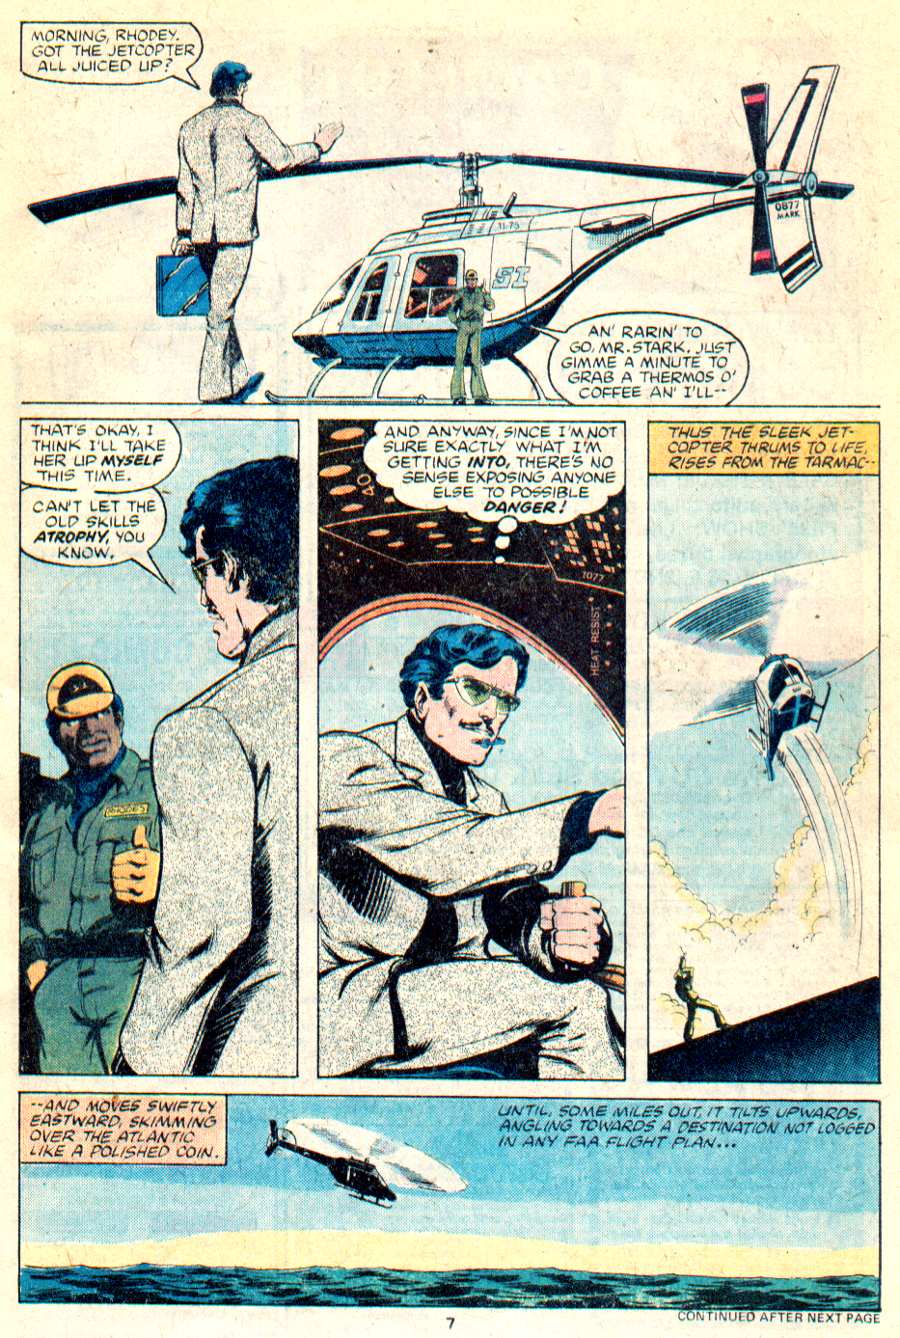 MORNING, RHODEY.
GOT THE JETCOPTER
ALL JUICED UP?
0877
MARK
11-75
SI
AN' RARIN' TO
GO, MR. STARK. JUST
GIMME A MINUTE TO
GRAB A THERMOS O'
COFFEE AN' I'LL--
THAT'S OKAY, I
THINK I'LL TAKE
HER UP MYSELF
THIS TIME.
CAN'T LET THE
OLD SKILLS
ATROPHY, YOU
KNOW.
RHODES
AND ANYWAY, SINCE I'M NOT
SURE EXACTLY WHAT I'M
GETTING INTO, THERE'S NO
SENSE EXPOSING ANYONE
ELSE TO POSSIBLE
DANGER!
40
1077
HEAT RESIST
THUS THE SLEEK JET-
COPTER THRUMS TO LIFE,
RISES FROM THE TARMAC--
--AND MOVES SWIFTLY
EASTWARD, SKIMMING
OVER THE ATLANTIC
LIKE A POLISHED COIN.
UNTIL, SOME MILES OUT, IT TILTS UPWARDS,
ANGLING TOWARDS A DESTINATION NOT LOGGED
IN ANY FAA FLIGHT PLAN...
7
CONTINUED AFTER NEXT PAGE